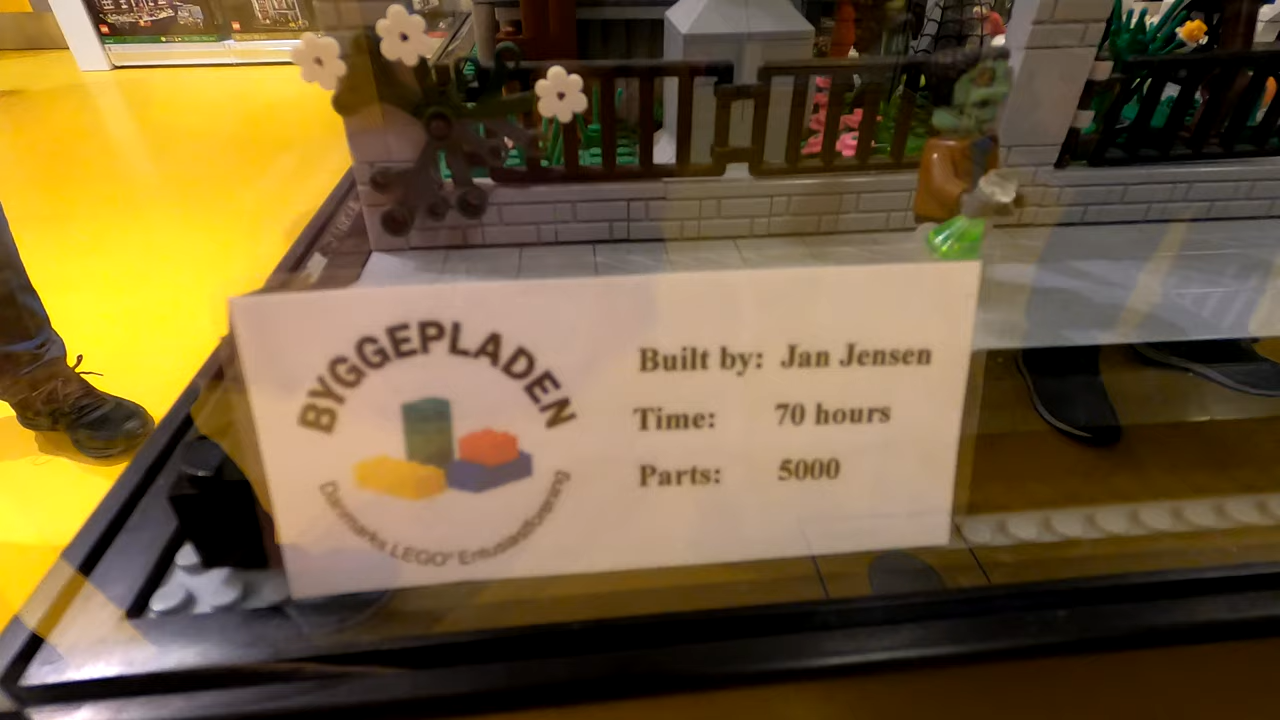 BYGGEPLADEN
Danmarks LEGO® Entusiastforening
Built by: Jan Jensen
Time: 70 hours
Parts: 5000